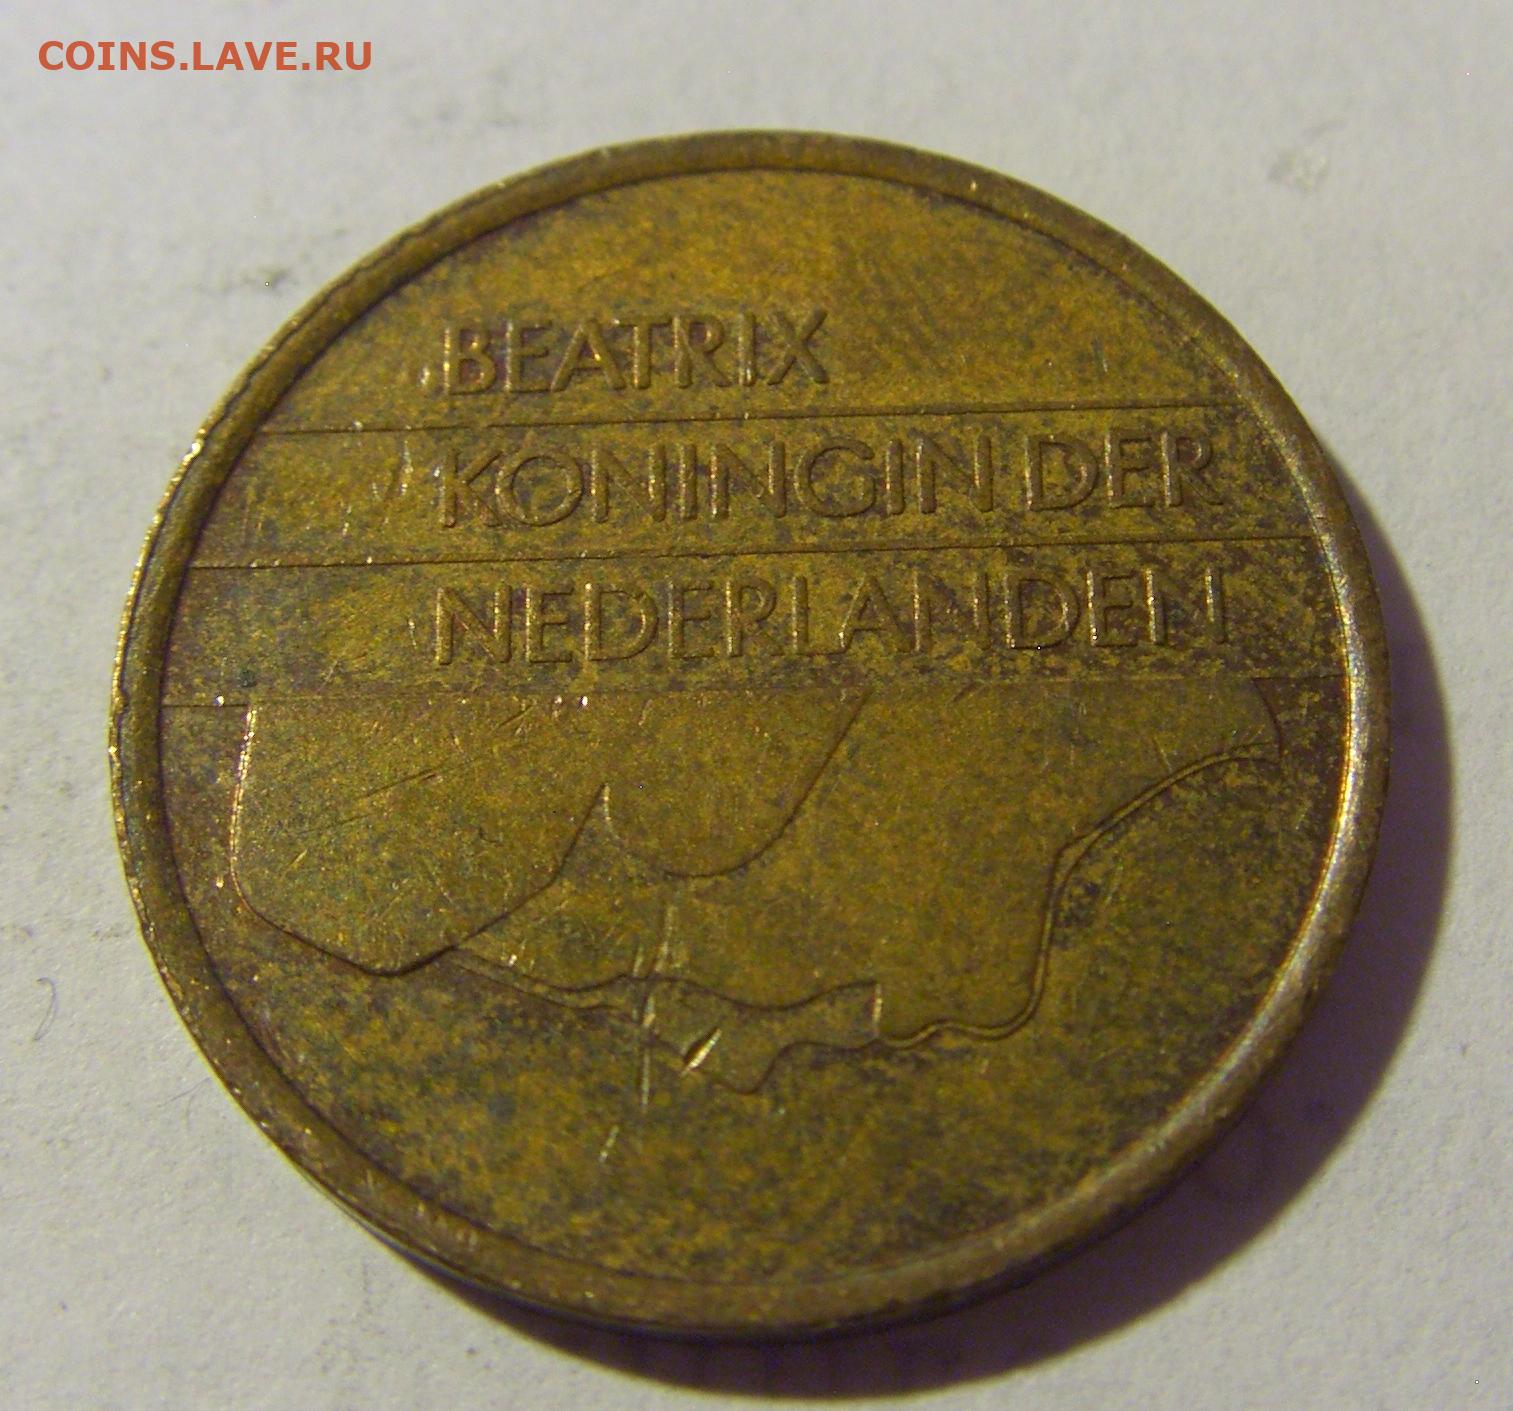 COINS.LAVE.RU
BEATRIX
KONINGIN DER
NEDERLANDEN